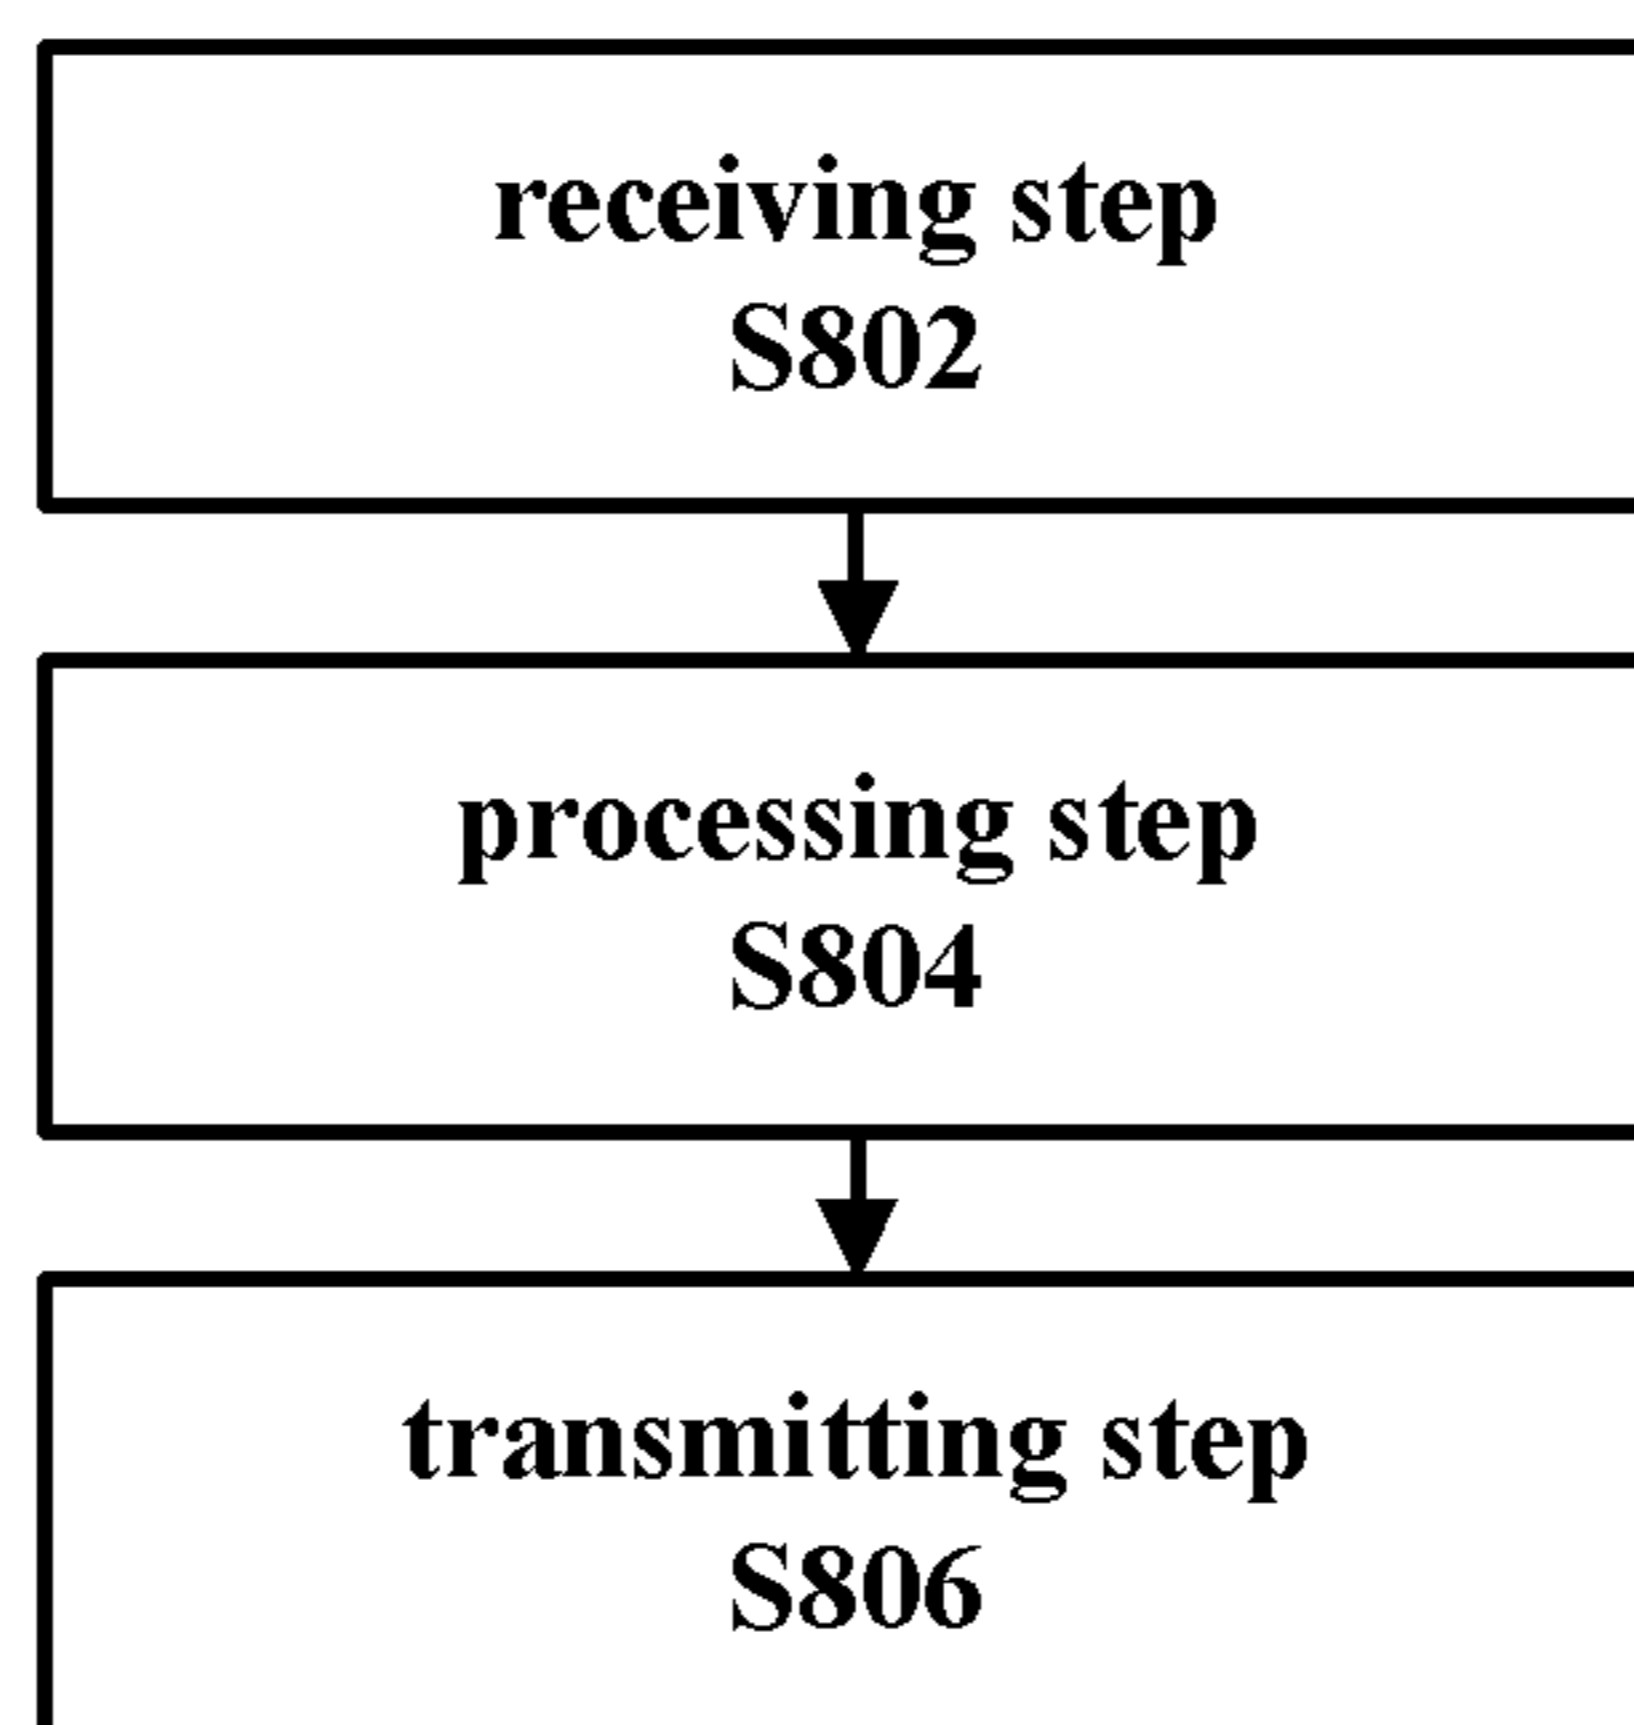 receiving step
S802
processing step
S804
transmitting step
S806